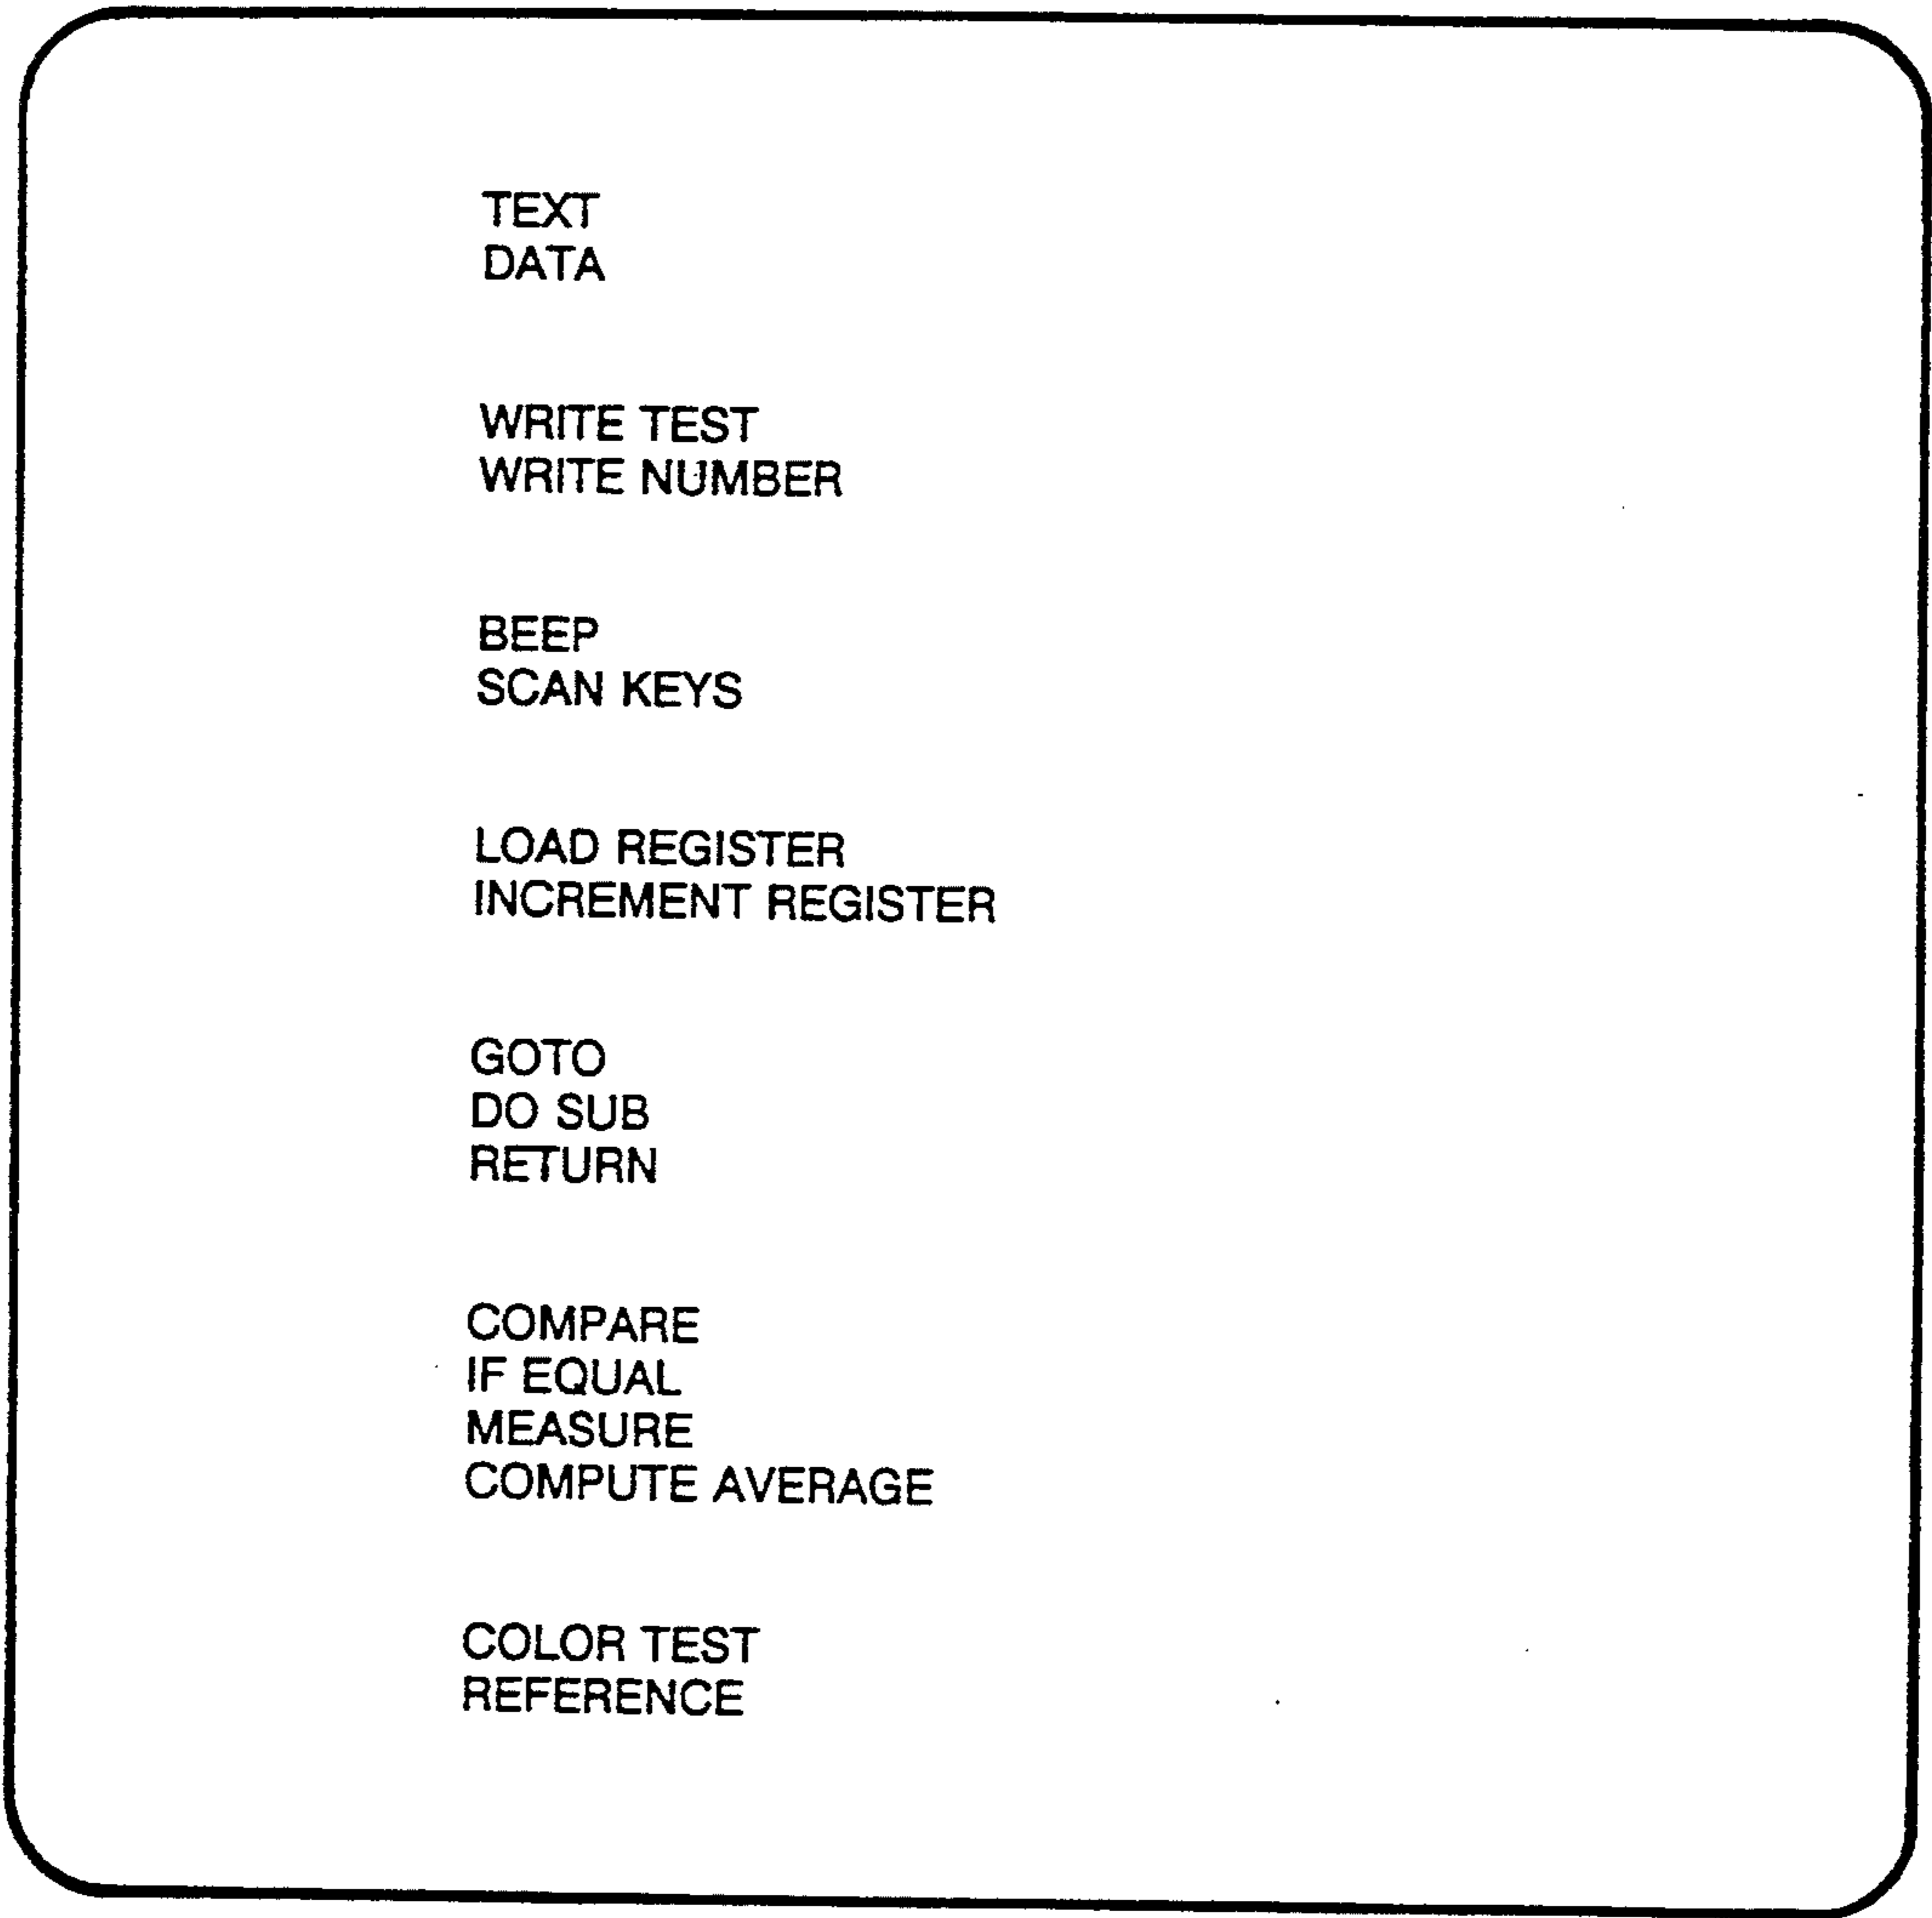 TEXT
DATA
WRITE TEST
WRITE NUMBER
BEEP
SCAN KEYS
LOAD REGISTER
INCREMENT REGISTER
GOTO
DO SUB
RETURN
COMPARE
IF EQUAL
MEASURE
COMPUTE AVERAGE
COLOR TEST
REFERENCE